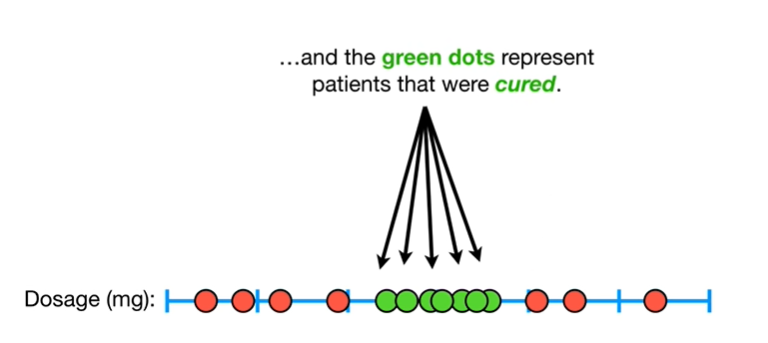 ...and the green dots represent
patients that were cured.
Dosage (mg):